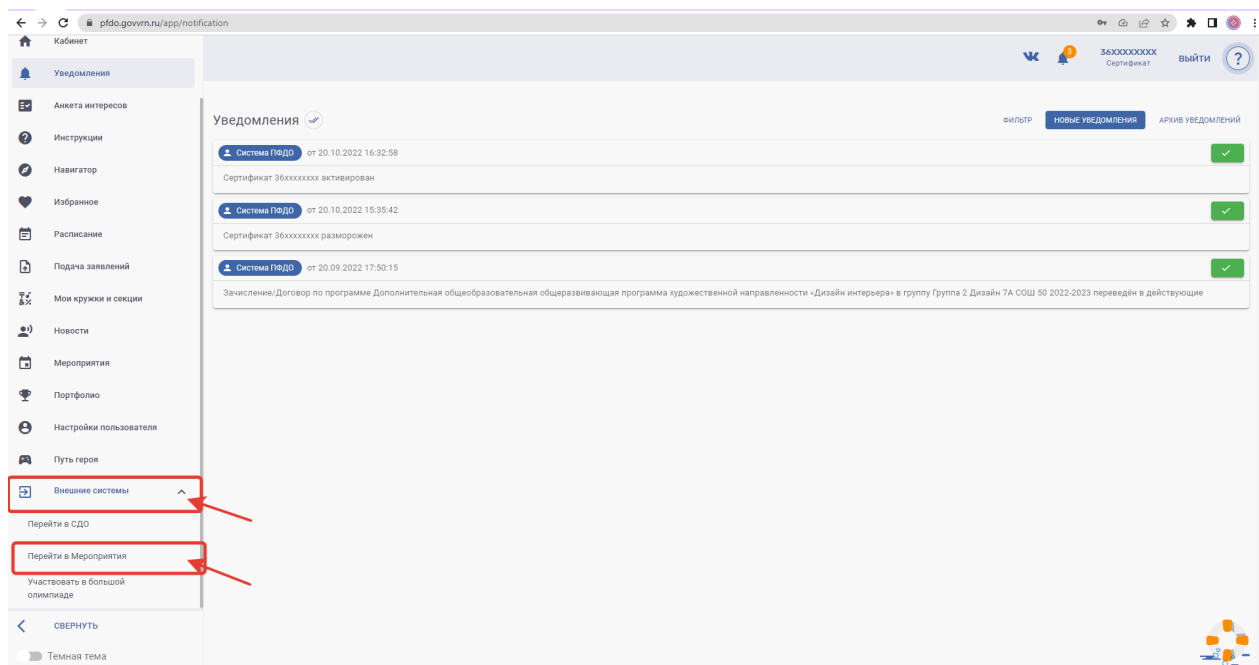 pfdo.govvrn.ru/app/notification
Кабинет
Уведомления
Анкета интересов
Инструкции
Навигатор
Избранное
Расписание
Подача заявлений
Мои кружки и секции
Новости
Мероприятия
Портфолио
Настройки пользователя
Путь героя
Внешние системы
Перейти в СДО
Перейти в Мероприятия
Участвовать в большой
олимпиаде
СВЕРНУТЬ
Темная тема
3
36XXXXXXXX
Сертификат
ВЫЙТИ
?
Уведомления
ФИЛЬТР
НОВЫЕ УВЕДОМЛЕНИЯ
АРХИВ УВЕДОМЛЕНИЙ
Система ПФДО от 20.10.2022 16:32:58
Сертификат 36xxxxxxxx активирован
Система ПФДО от 20.10.2022 15:35:42
Сертификат 36xxxxxxxx разморожен
Система ПФДО от 20.09.2022 17:50:15
Зачисление/Договор по программе Дополнительная общеобразовательная общеразвивающая программа художественной направленности «Дизайн интерьера» в группу Группа 2 Дизайн 7А СОШ 50 2022-2023 переведён в действующие